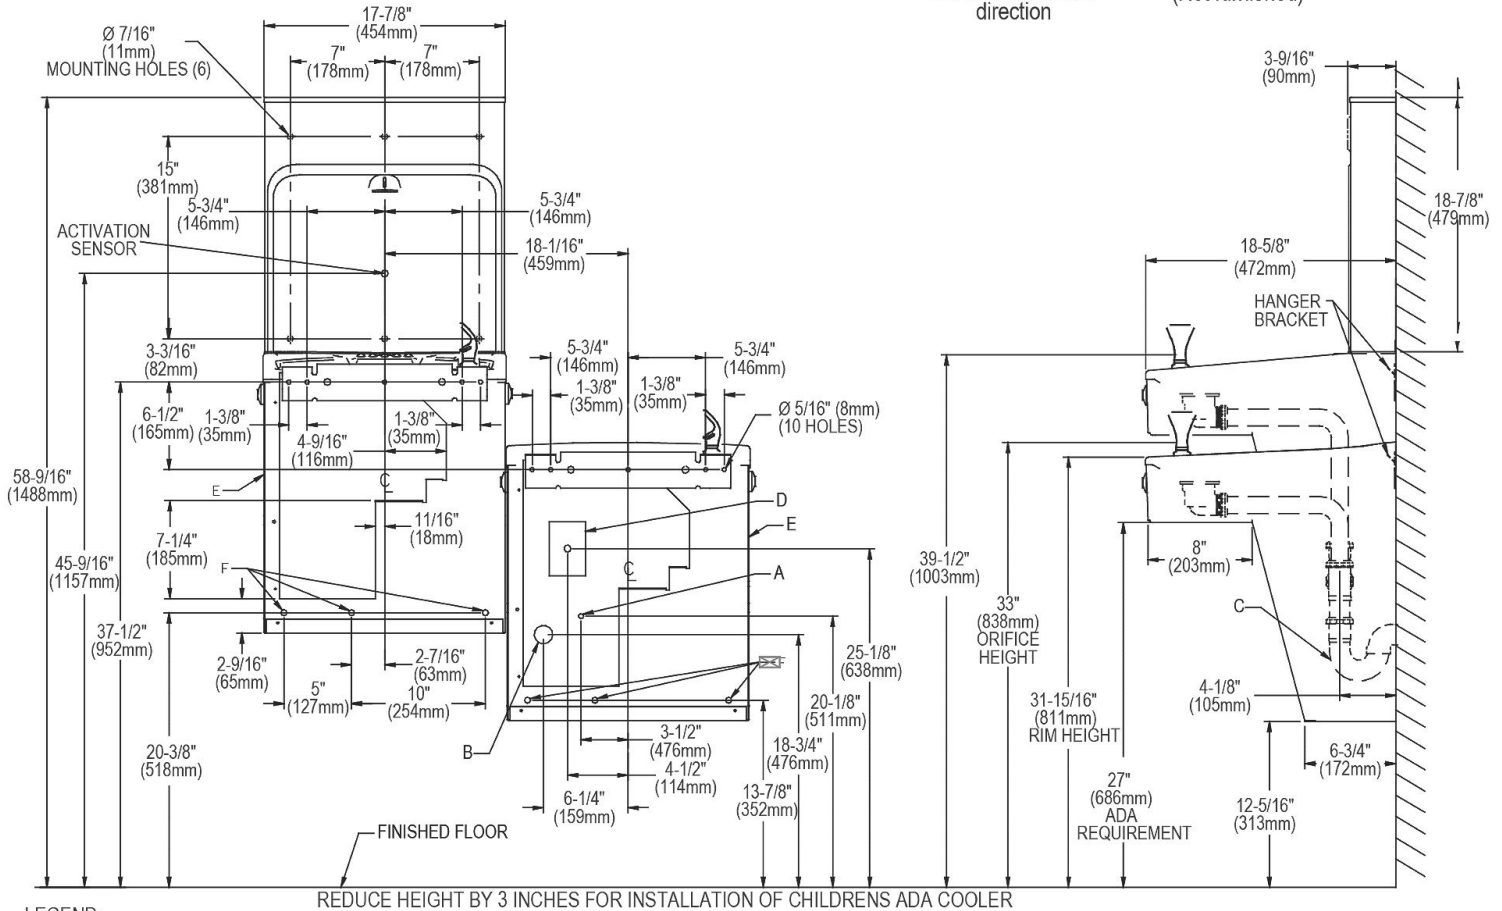 direction
17-7/8"
(454mm)
Ø 7/16"
(11mm)
MOUNTING HOLES (6)
7"
(178mm)
7"
(178mm)
15"
(381mm)
5-3/4"
(146mm)
5-3/4"
(146mm)
ACTIVATION
SENSOR
18-1/16"
(459mm)
3-3/16"
(82mm)
6-1/2"
(165mm)
1-3/8"
(35mm)
4-9/16"
(116mm)
1-3/8"
(35mm)
5-3/4"
(146mm)
5-3/4"
(146mm)
1-3/8"
(35mm)
1-3/8"
(35mm)
Ø 5/16" (8mm)
(10 HOLES)
58-9/16"
(1488mm)
E
C
L
11/16"
(18mm)
D
E
7-1/4"
(185mm)
45-9/16"
(1157mm)
F
C
L
A
37-1/2"
(952mm)
2-9/16"
(65mm)
2-7/16"
(63mm)
5"
(127mm)
10"
(254mm)
25-1/8"
(638mm)
F
20-1/8"
(511mm)
B
3-1/2"
(476mm)
18-3/4"
(476mm)
20-3/8"
(518mm)
4-1/2"
(114mm)
13-7/8"
(352mm)
6-1/4"
(159mm)
FINISHED FLOOR
REDUCE HEIGHT BY 3 INCHES FOR INSTALLATION OF CHILDRENS ADA COOLER
3-9/16"
(90mm)
18-7/8"
(479mm)
18-5/8"
(472mm)
HANGER
BRACKET
39-1/2"
(1003mm)
8"
(203mm)
33"
(838mm)
ORIFICE
HEIGHT
C
31-15/16"
(811mm)
RIM HEIGHT
4-1/8"
(105mm)
6-3/4"
(172mm)
27"
(686mm)
ADA
REQUIREMENT
12-5/16"
(313mm)
LEGEND